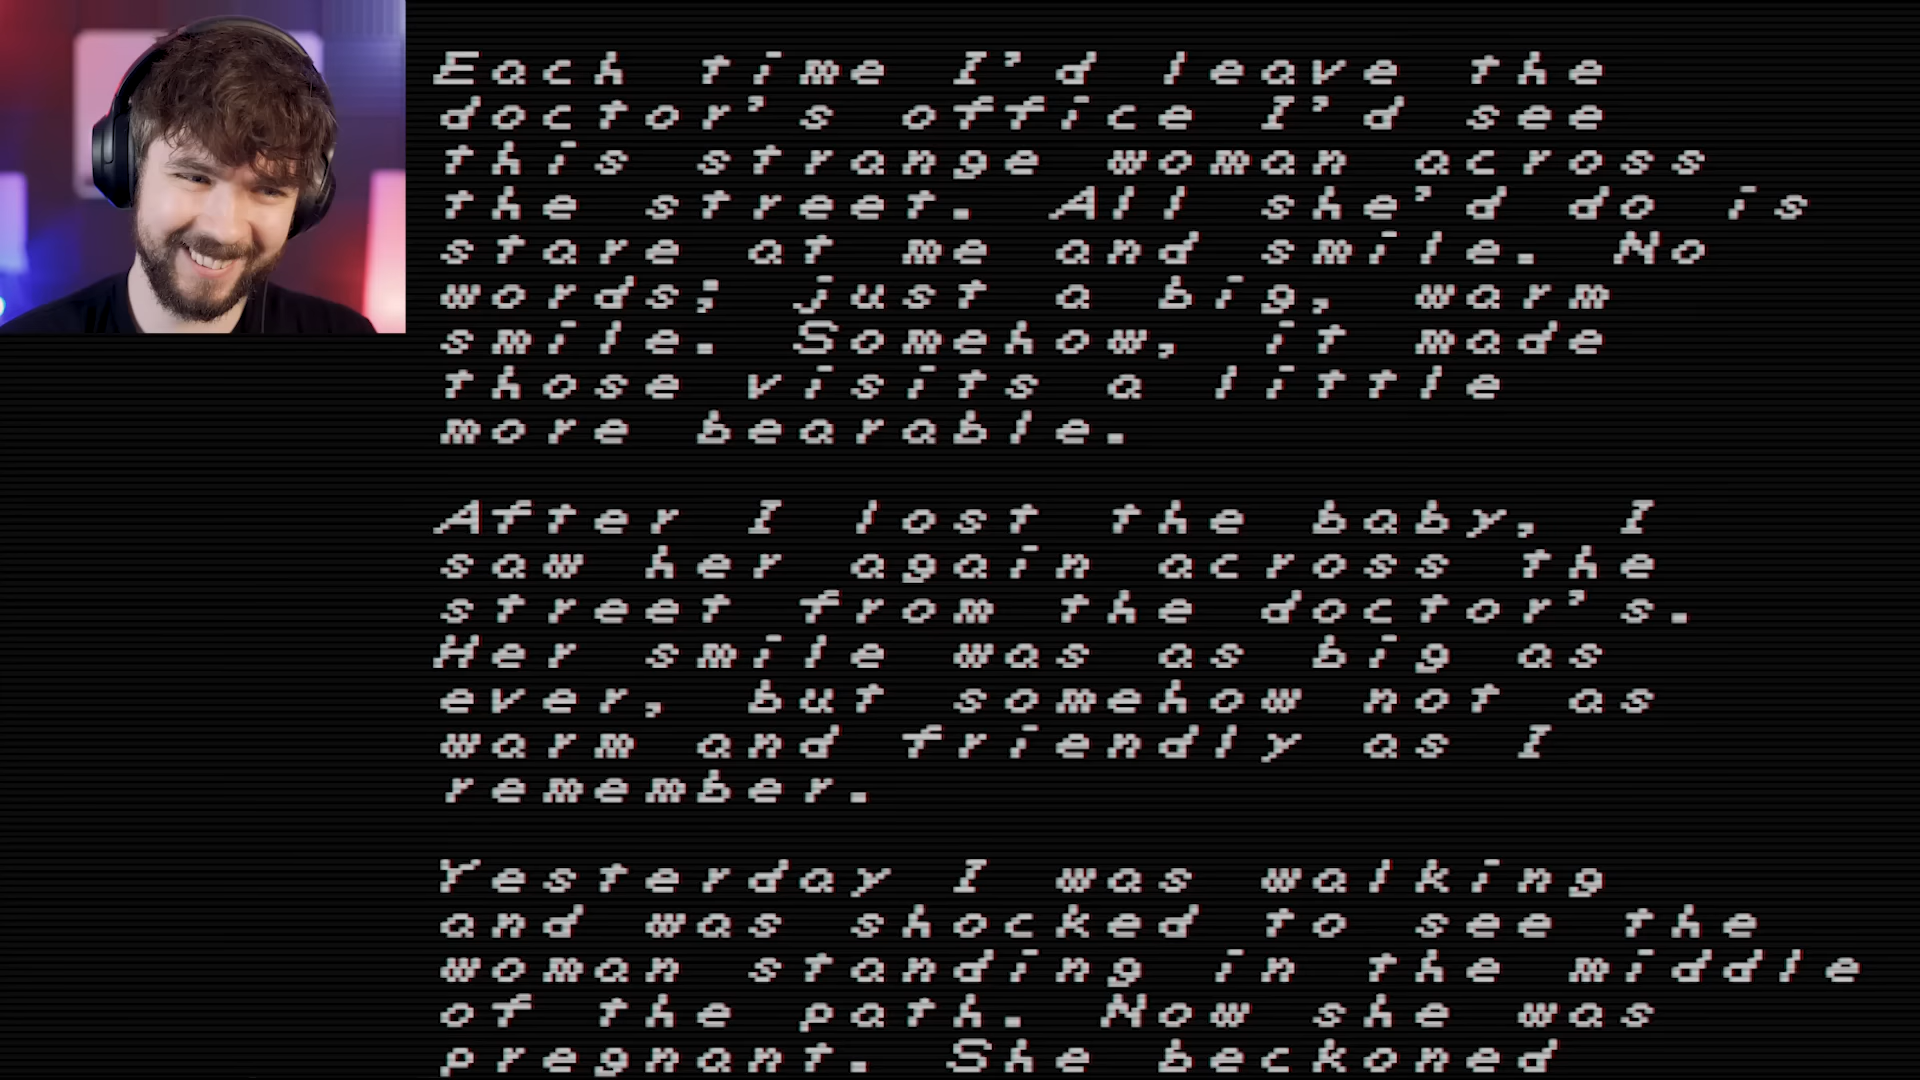 Each time I'd leave the
doctor's office I'd see
this strange woman across
the street. All she'd do is
stare at me and smile. No
words; just a big, warm
smile. Somehow, it made
those visits a little
more bearable.
After I lost the baby, I
saw her again across the
street from the doctor's.
Her smile was as big as
ever, but somehow not as
warm and friendly as I
remember.
Yesterday I was walking
and was shocked to see the
woman standing in the middle
of the path. Now she was
pregnant. She beckoned